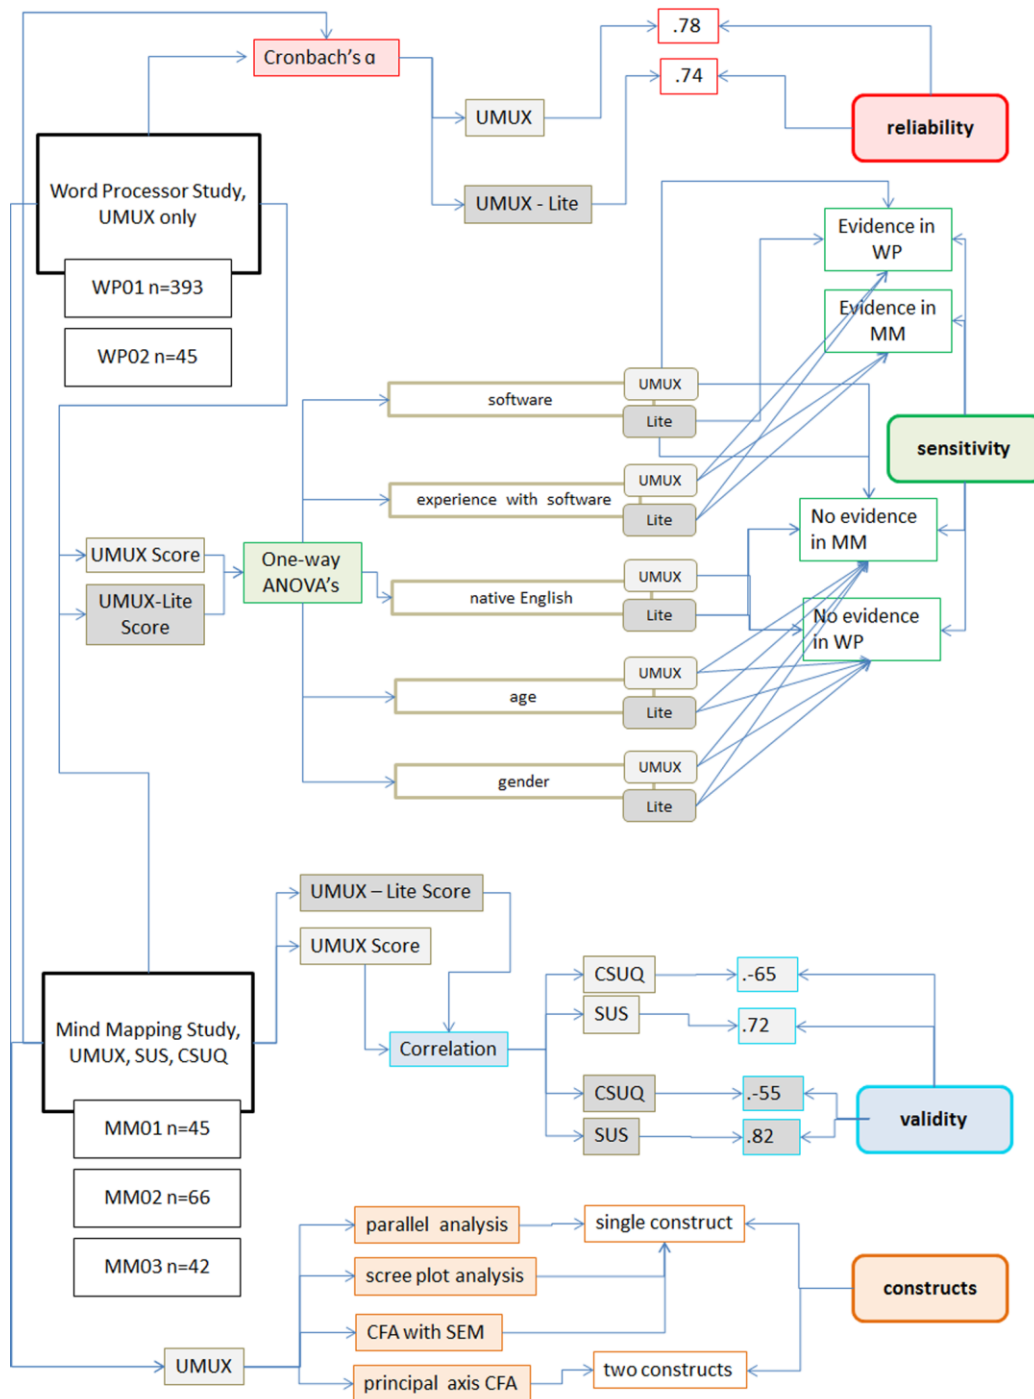 .78
Cronbach's α
.74
UMUX
reliability
Word Processor Study,
UMUX only
UMUX - Lite
Evidence in
WP
WP01 n=393
Evidence in
MM
WP02 n=45
UMUX
software
Lite
sensitivity
UMUX
experience with software
Lite
No evidence
in MM
UMUX Score
One-way
ANOVA's
UMUX
native English
Lite
UMUX-Lite
Score
No evidence
in WP
UMUX
age
Lite
UMUX
gender
Lite
UMUX – Lite Score
UMUX Score
CSUQ
.-65
Mind Mapping Study,
UMUX, SUS, CSUQ
SUS
.72
Correlation
CSUQ
.-55
validity
MM01 n=45
SUS
.82
MM02 n=66
parallel analysis
single construct
MM03 n=42
scree plot analysis
constructs
CFA with SEM
UMUX
two constructs
principal axis CFA